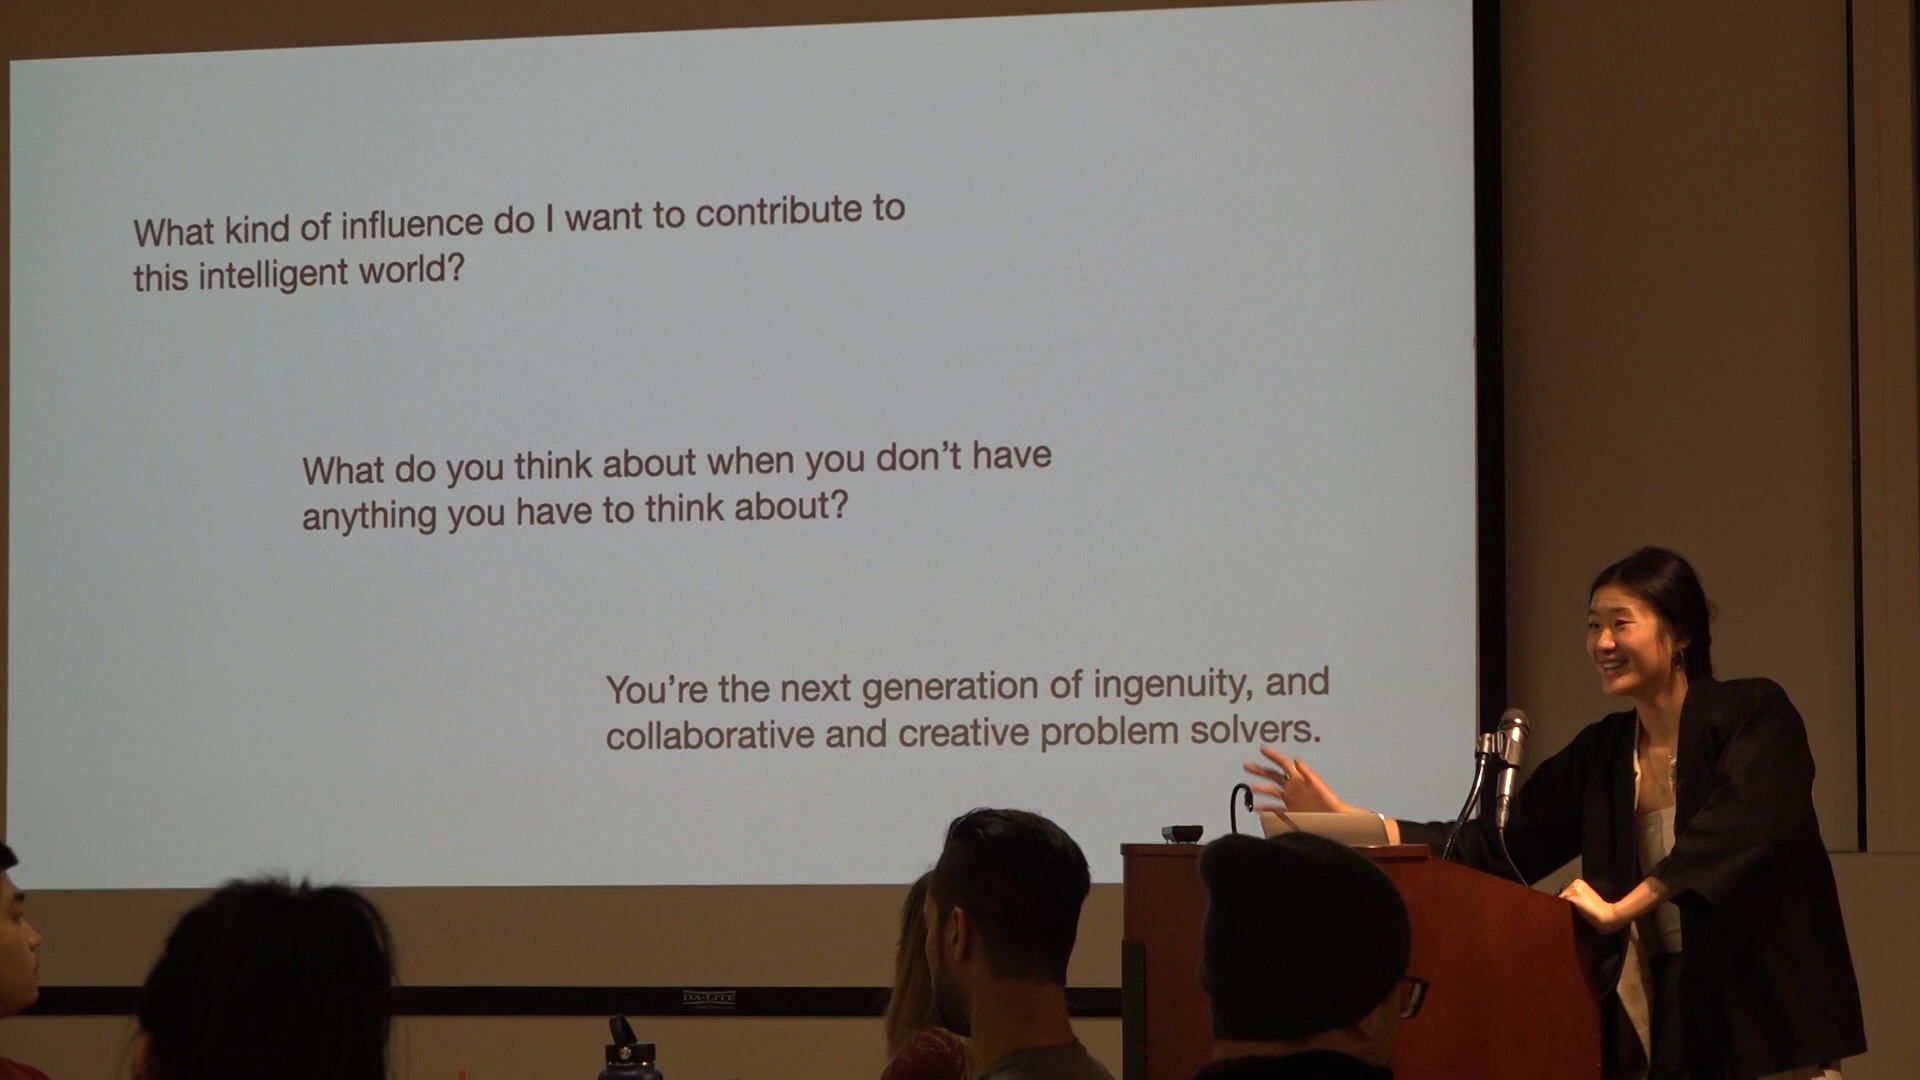 What kind of influence do I want to contribute to
this intelligent world?
What do you think about when you don’t have
anything you have to think about?
You’re the next generation of ingenuity, and
collaborative and creative problem solvers.
DA-LITE